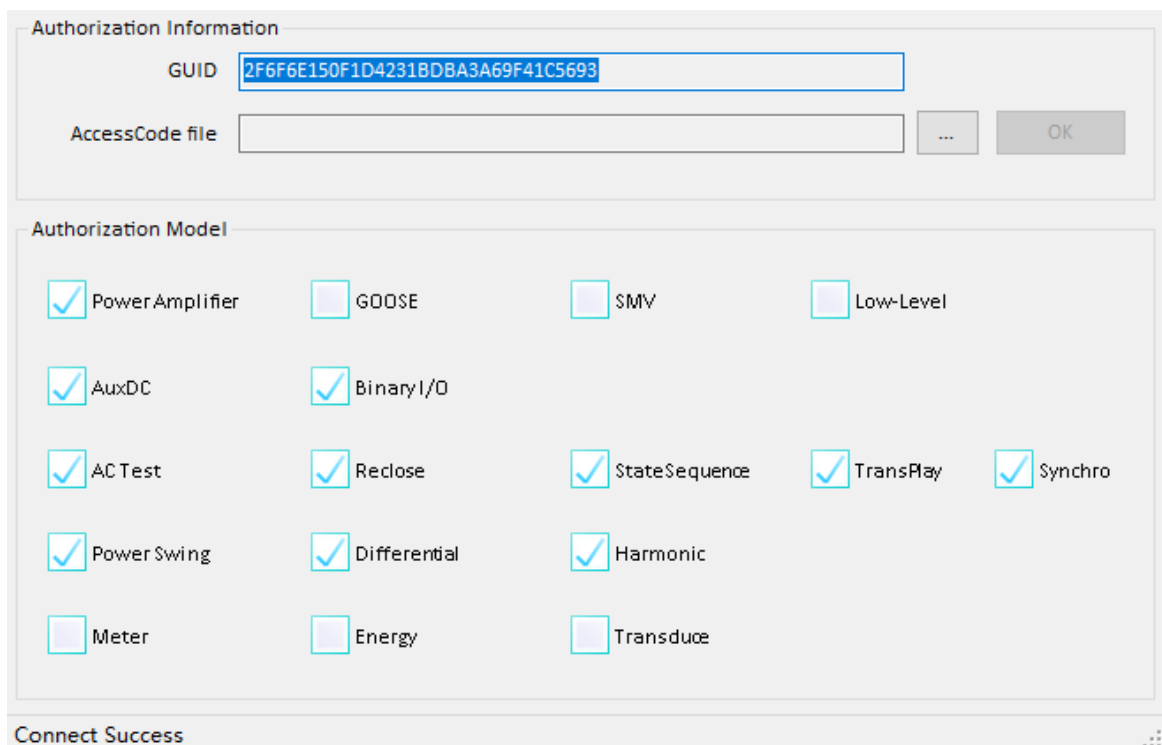 Authorization Information
GUID 2F6F6E150F1D4231BDBA3A69F41C5693
AccessCode file ... OK
Authorization Model
Power Amplifier GOOSE SMV Low-Level
AuxDC Binary I/O
AC Test Reclose StateSequence TransPlay Synchro
Power Swing Differential Harmonic
Meter Energy Transduce
Connect Success